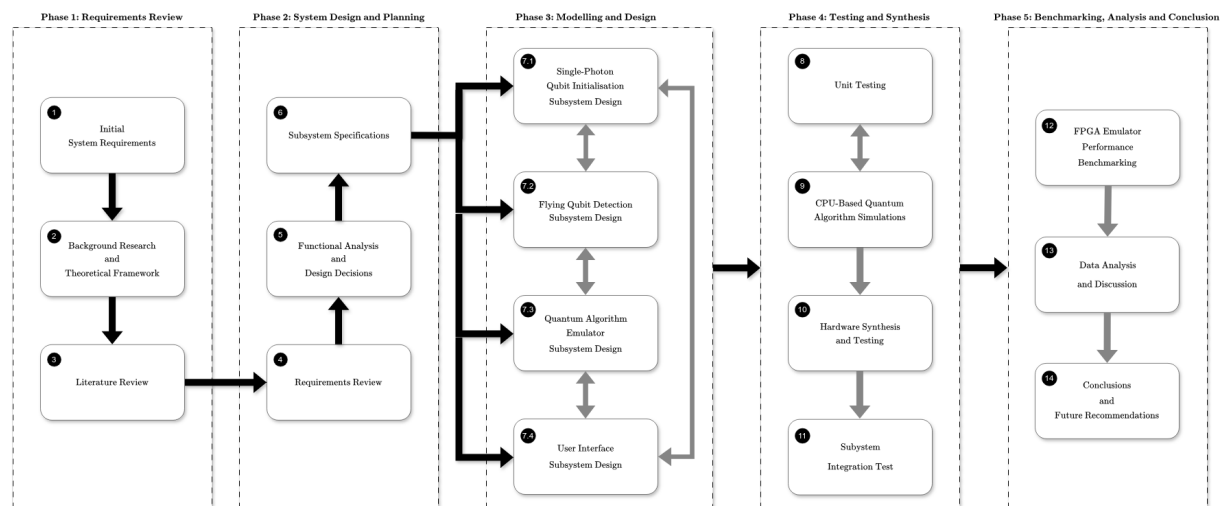 Phase 1: Requirements Review
1
Initial
System Requirements
2
Background Research
and
Theoretical Framework
3
Literature Review
Phase 2: System Design and Planning
6
Subsystem Specifications
5
Functional Analysis
and
Design Decisions
4
Requirements Review
Phase 3: Modelling and Design
7.1
Single-Photon
Qubit Initialisation
Subsystem Design
7.2
Flying Qubit Detection
Subsystem Design
7.3
Quantum Algorithm
Emulator
Subsystem Design
7.4
User Interface
Subsystem Design
Phase 4: Testing and Synthesis
8
Unit Testing
9
CPU-Based Quantum
Algorithm Simulations
10
Hardware Synthesis
and Testing
11
Subystem
Integration Test
Phase 5: Benchmarking, Analysis and Conclusion
12
FPGA Emulator
Performance
Benchmarking
13
Data Analysis
and Discussion
14
Conclusions
and
Future Recommendations